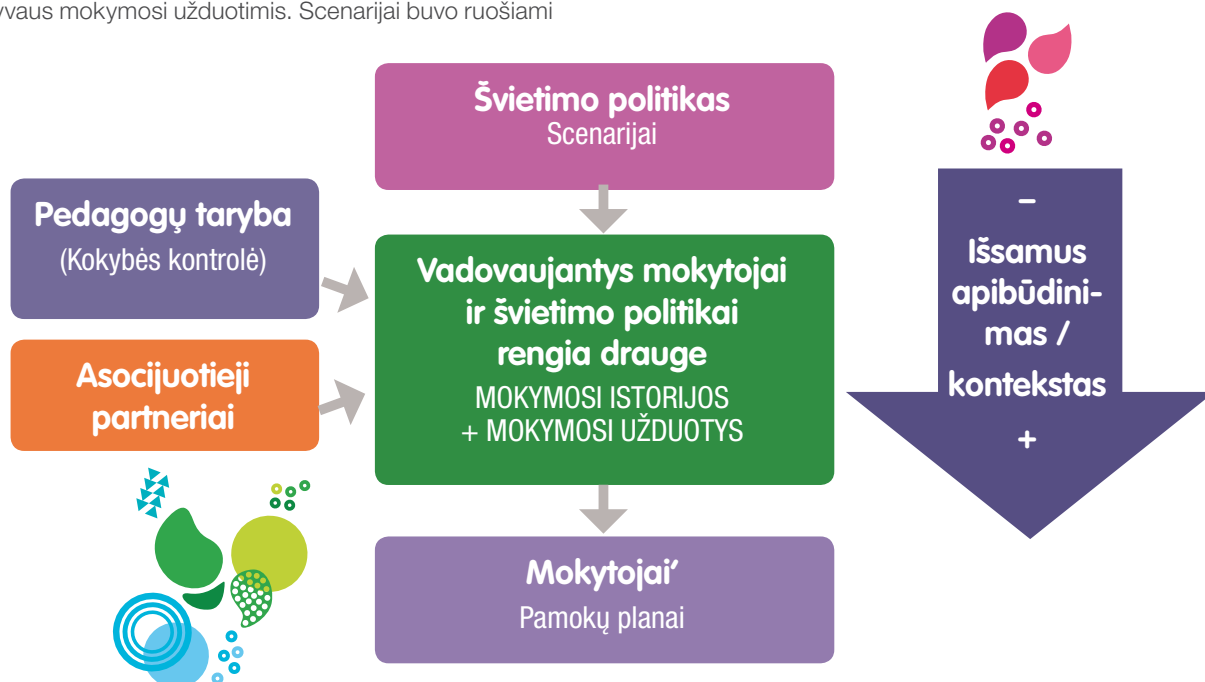 yvaus mokymosi užduotimis. Scenarijai buvo ruošiami
Švietimo politikas
Scenarijai
Pedagogų taryba
(Kokybės kontrolė)
Asocijuotieji
partneriai
Vadovaujantys mokytojai
ir švietimo politikai
rengia drauge
MOKYMOSI ISTORIJOS
+ MOKYMOSI UŽDUOTYS
Mokytojai’
Pamokų planai
–
Išsamus
apibūdini-
mas /
kontekstas
+